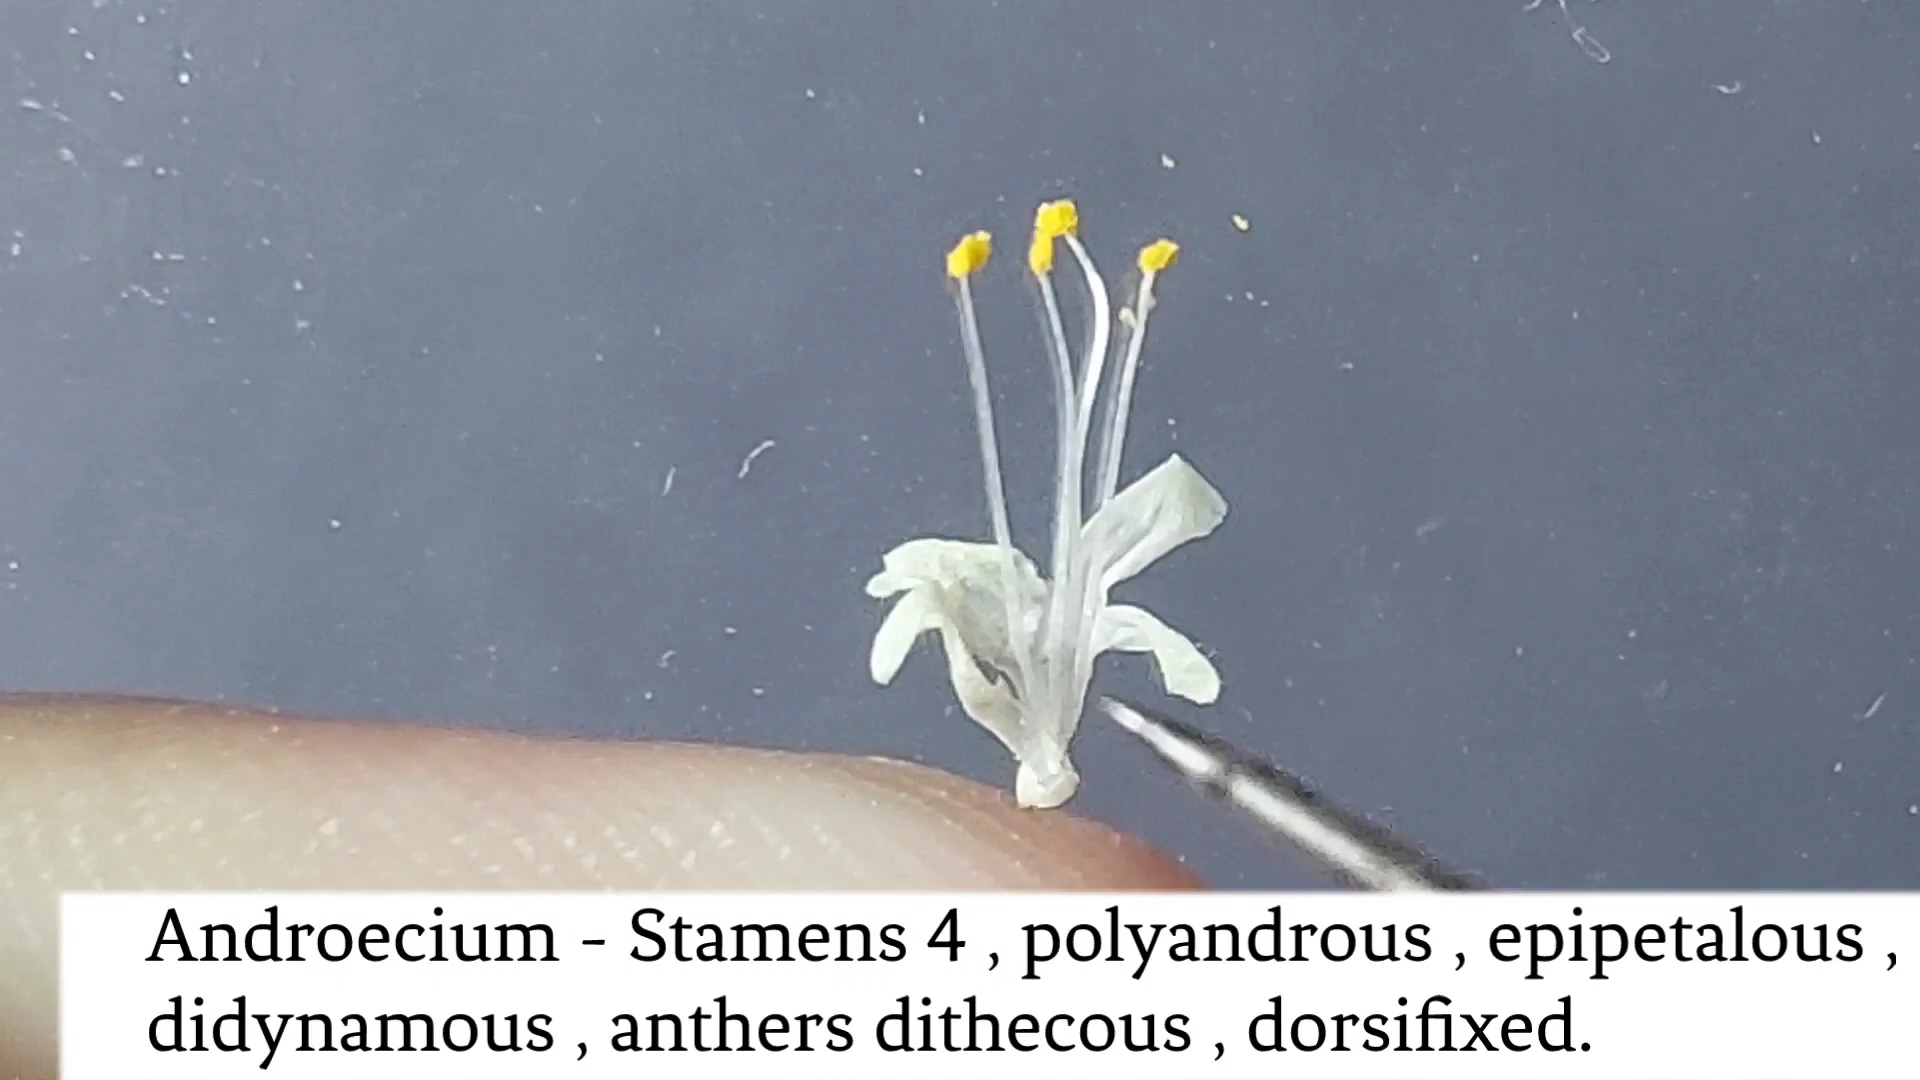 Androecium - Stamens 4 , polyandrous , epipetalous ,
didynamous , anthers dithecous , dorsifixed.